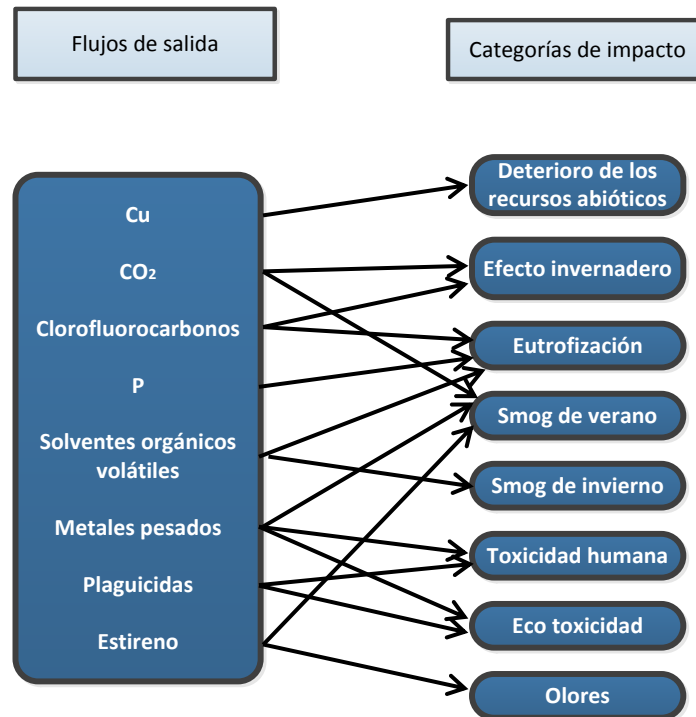 Flujos de salida
Categorías de impacto
Cu
CO₂
Clorofluorocarbonos
P
Solventes orgánicos
volátiles
Metales pesados
Plaguicidas
Estireno
Deterioro de los
recursos abióticos
Efecto invernadero
Eutrofización
Smog de verano
Smog de invierno
Toxicidad humana
Eco toxicidad
Olores